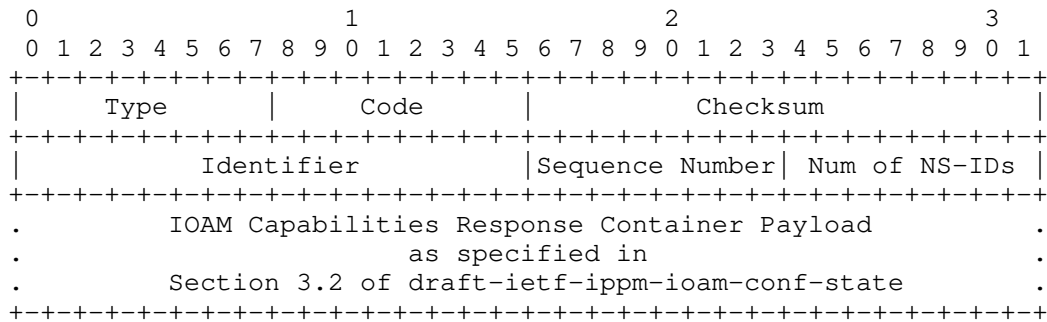 0                   1                   2                   3
 0 1 2 3 4 5 6 7 8 9 0 1 2 3 4 5 6 7 8 9 0 1 2 3 4 5 6 7 8 9 0 1
+-+-+-+-+-+-+-+-+-+-+-+-+-+-+-+-+-+-+-+-+-+-+-+-+-+-+-+-+-+-+-+-+
|     Type      |     Code      |          Checksum             |
+-+-+-+-+-+-+-+-+-+-+-+-+-+-+-+-+-+-+-+-+-+-+-+-+-+-+-+-+-+-+-+-+
|           Identifier          |Sequence Number| Num of NS-IDs |
+-+-+-+-+-+-+-+-+-+-+-+-+-+-+-+-+-+-+-+-+-+-+-+-+-+-+-+-+-+-+-+-+
.         IOAM Capabilities Response Container Payload          .
.                        as specified in                        .
.         Section 3.2 of draft-ietf-ippm-ioam-conf-state        .
+-+-+-+-+-+-+-+-+-+-+-+-+-+-+-+-+-+-+-+-+-+-+-+-+-+-+-+-+-+-+-+-+